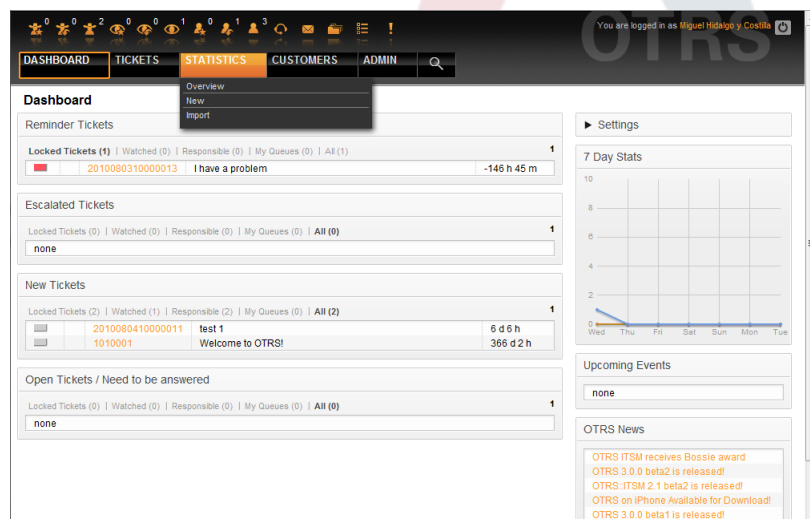 0 0 2 0 0 1 0 1 3
You are logged in as Miguel Hidalgo y Costilla
OTRS
DASHBOARD TICKETS STATISTICS CUSTOMERS ADMIN
Overview
New
Import
Dashboard
Reminder Tickets
Locked Tickets (1) | Watched (0) | Responsible (0) | My Queues (0) | All (1) 1
2010080310000013 I have a problem -146 h 45 m
Escalated Tickets
Locked Tickets (0) | Watched (0) | Responsible (0) | My Queues (0) | All (0) 1
none
New Tickets
Locked Tickets (2) | Watched (1) | Responsible (2) | My Queues (0) | All (2) 1
2010080410000011 test 1 6 d 6 h
1010001 Welcome to OTRS! 366 d 2 h
Open Tickets / Need to be answered
Locked Tickets (0) | Watched (0) | Responsible (0) | My Queues (0) | All (0) 1
none
Settings
7 Day Stats
10
8
6
4
2
0
Wed Thu Fri Sat Sun Mon Tue
Upcoming Events
none
OTRS News
OTRS ITSM receives Bossie award
OTRS 3.0.0 beta2 is released!
OTRS::ITSM 2.1 beta2 is released!
OTRS on iPhone Available for Download!
OTRS 3.0.0 beta1 is released!